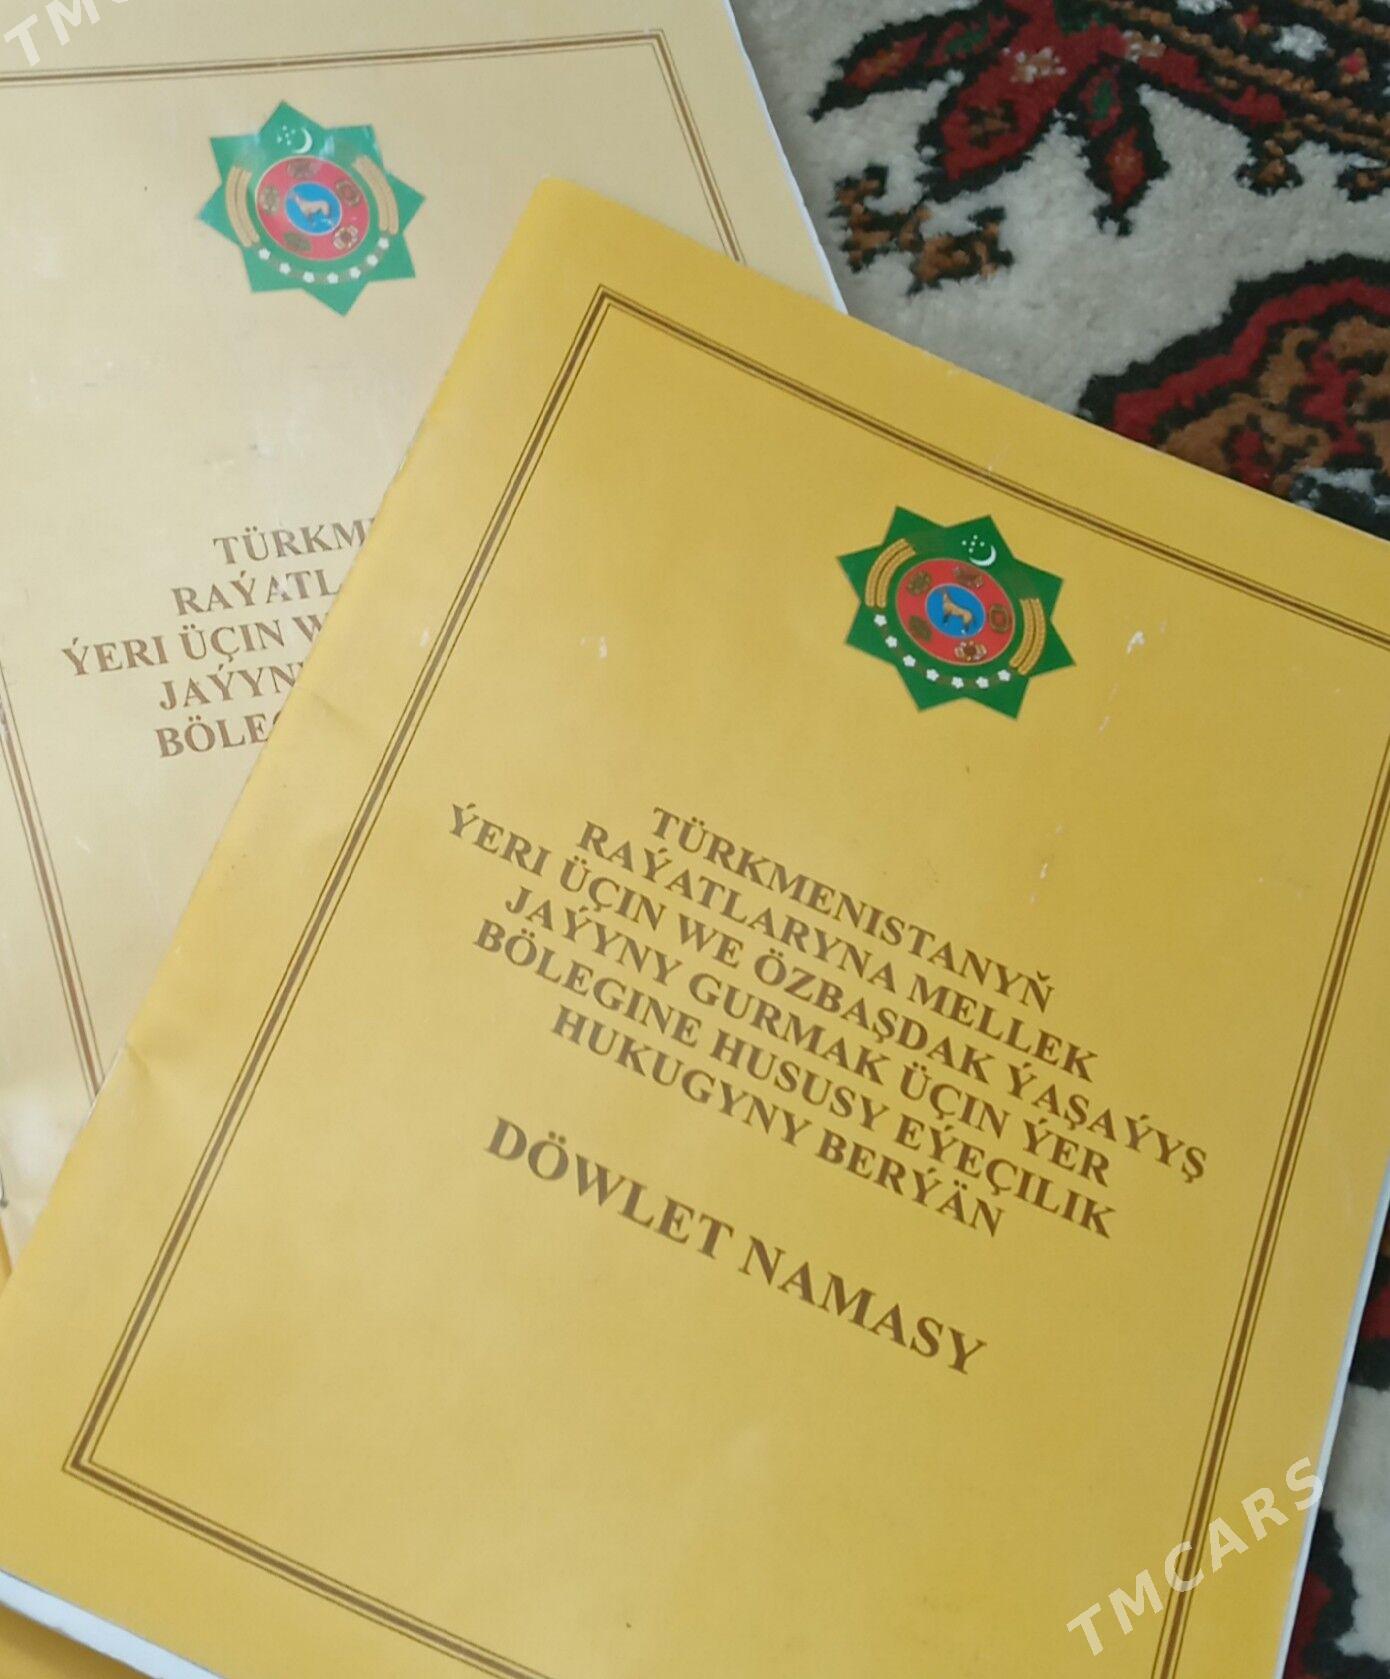 TMC
TÜRKM
RAÝATL
ÝERI ÜÇIN W
JAÝYN
BÖLEG
TÜRKMENISTANYŇ
RAÝATLARYNA MELLEK
ÝERI ÜÇIN WE ÖZBAŞDAK ÝAŞAÝYŞ
JAÝYNY GURMAK ÜÇIN ÝER
BÖLEGINE HUSUSY EÝEÇILIK
HUKUGYNY BERÝÄN
DÖWLET NAMASY
TMCARS